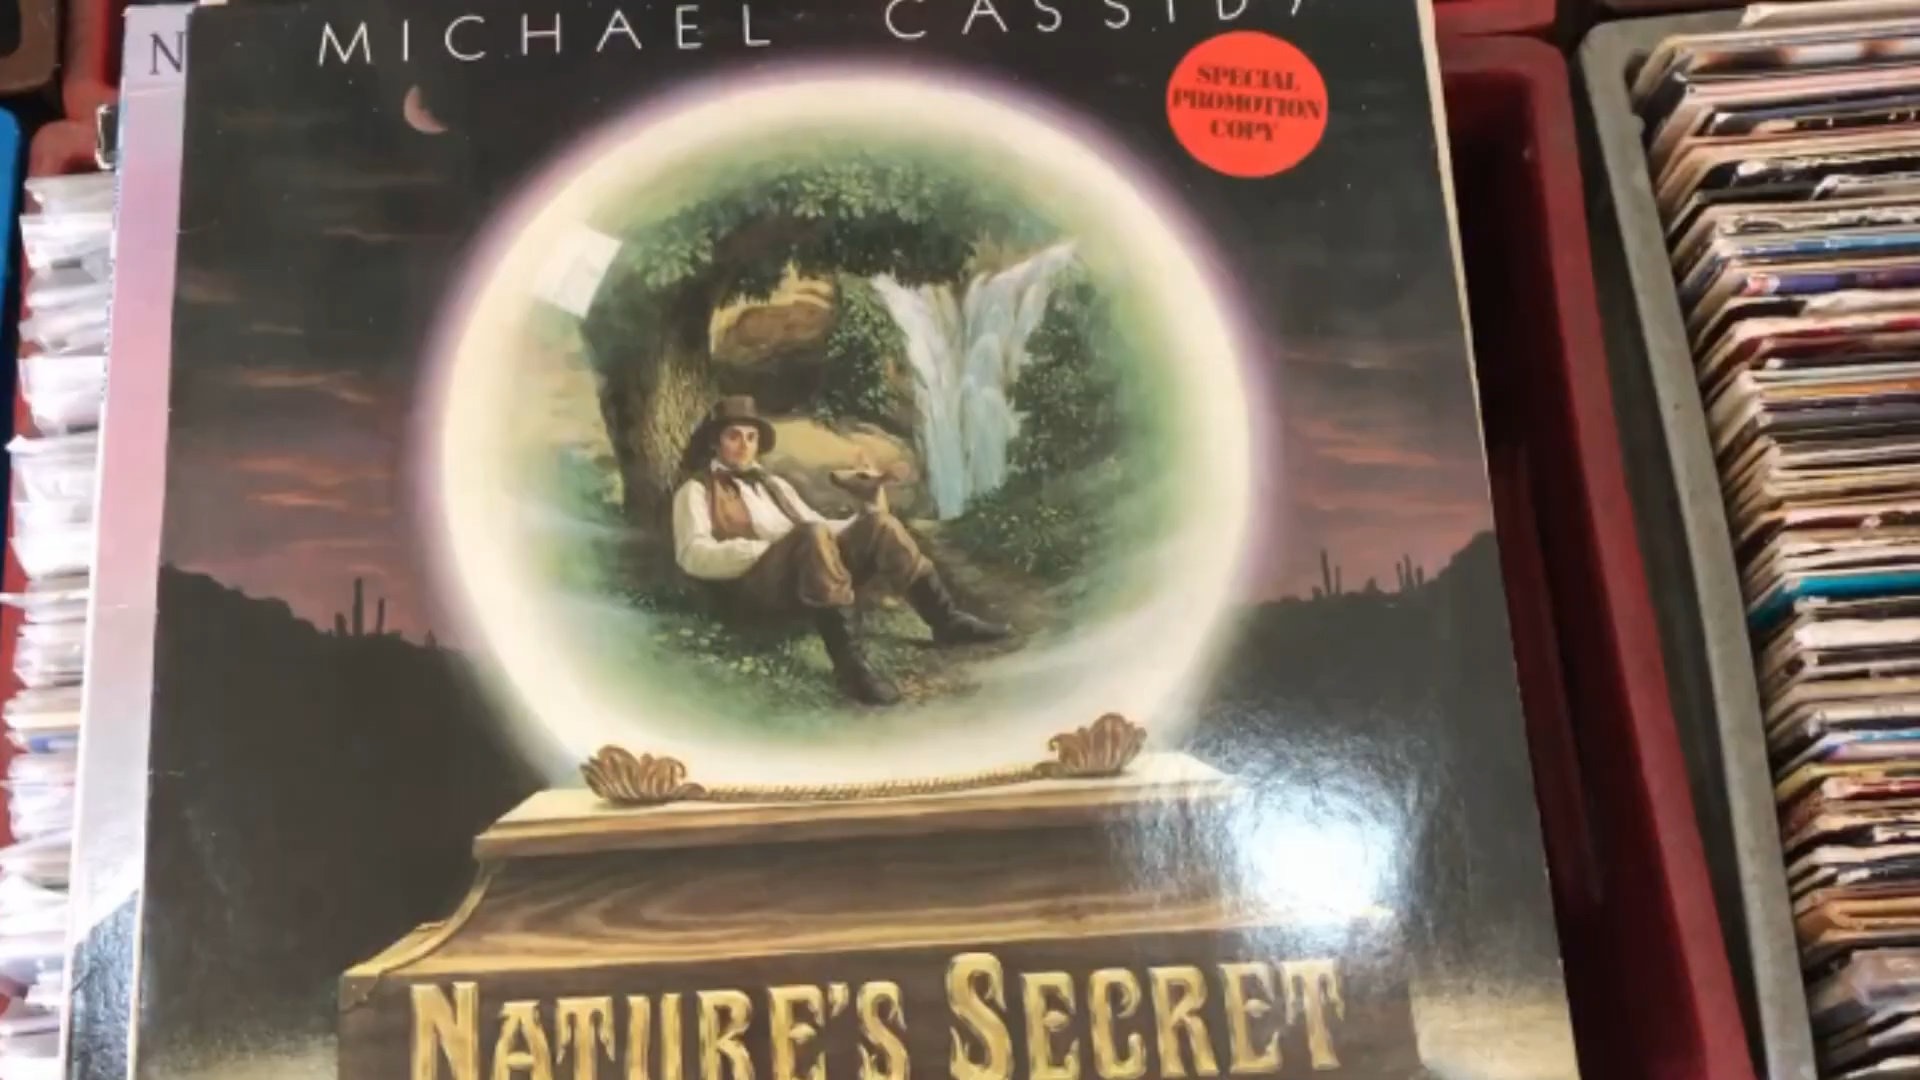 MICHAEL CASSIDY
N
SPECIAL
PROMOTION
COPY
NATURE'S SECRET